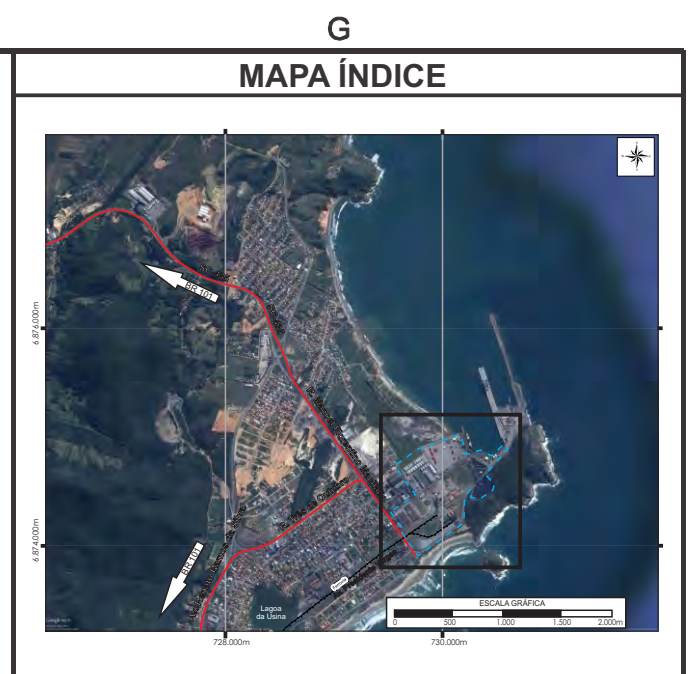 G
MAPA ÍNDICE
BR 101
6.876.000m
6.874.000m
BR 101
Ferrovia
Lagoa
da Usina
ESCALA GRÁFICA
0 500 1.000 1.500 2.000m
728.000m 730.000m